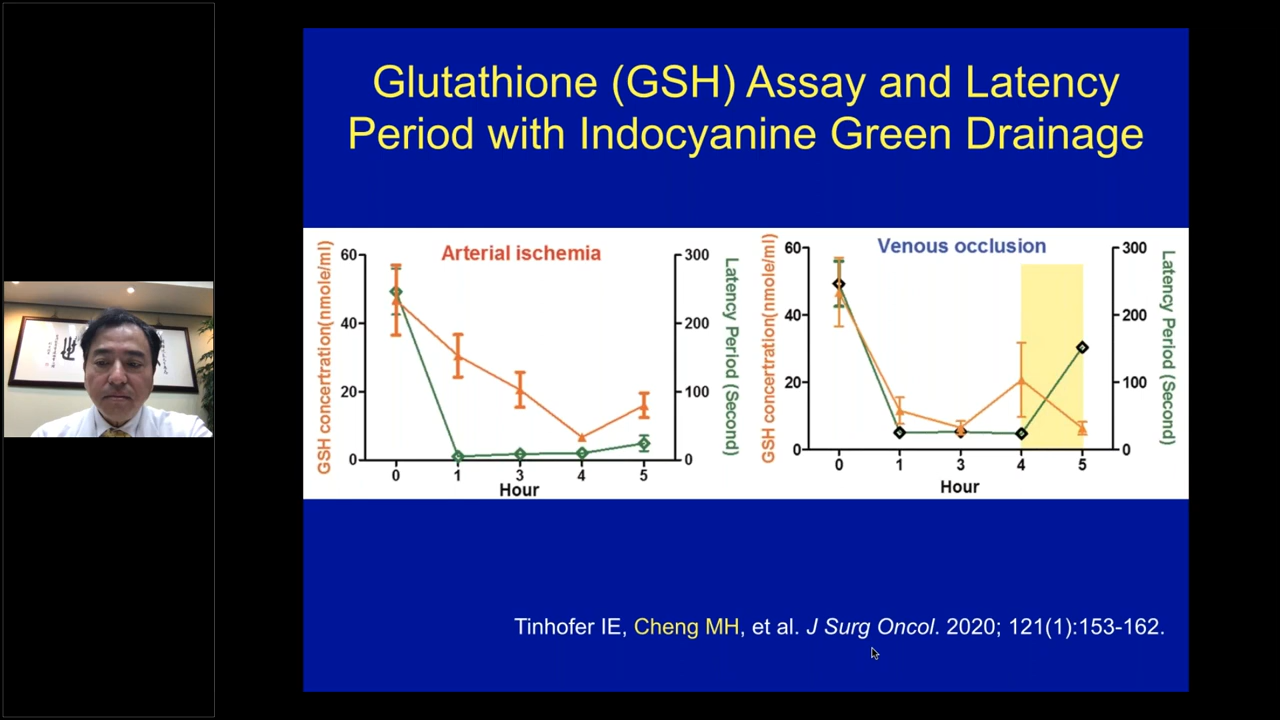 Glutathione (GSH) Assay and Latency
Period with Indocyanine Green Drainage
Arterial ischemia
GSH concertration(nmole/ml)
60
40
20
0
300
200
100
0
Latency Period (Second)
0 1 3 4 5
Hour
Venous occlusion
GSH concertration(nmole/ml)
60
40
20
0
300
200
100
0
Latency Period (Second)
0 1 3 4 5
Hour
Tinhofer IE, Cheng MH, et al. J Surg Oncol. 2020; 121(1):153-162.